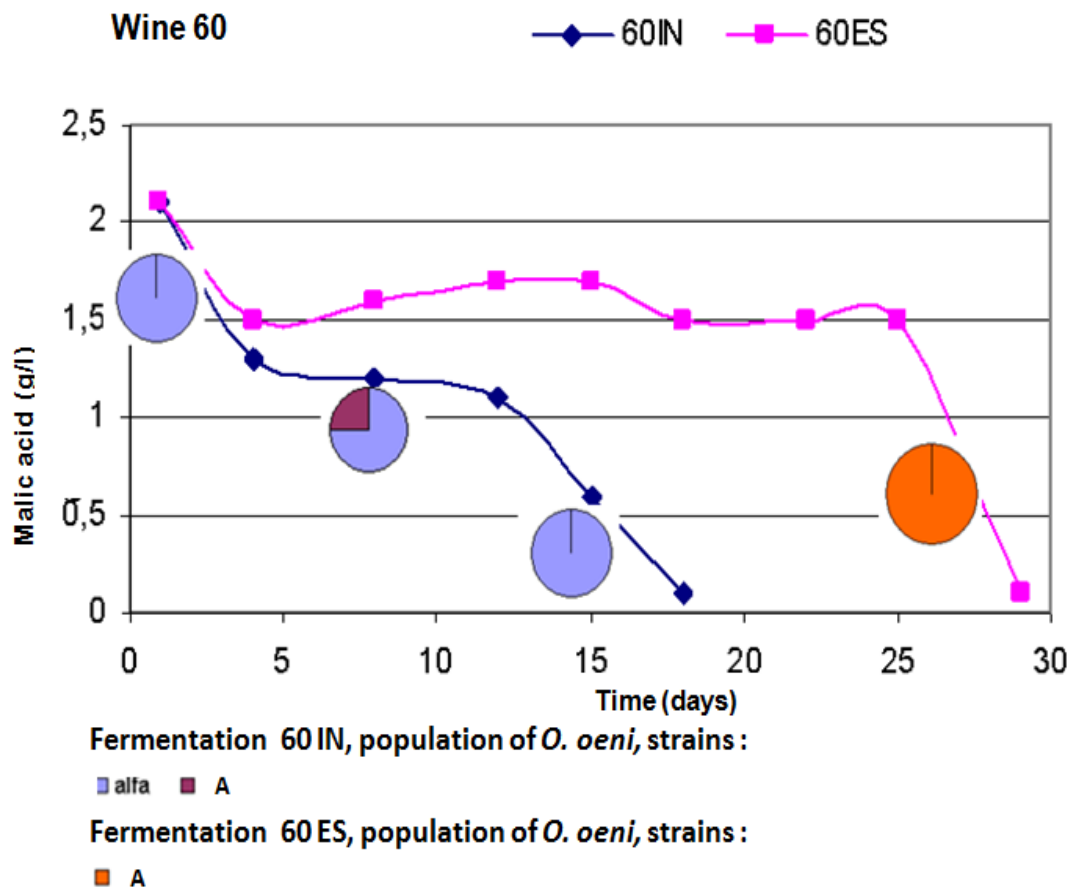 Wine 60
60IN 60ES
2,5
2
1,5
1
0,5
0
Malic acid (g/l)
0 5 10 15 20 25 30
Time (days)
Fermentation 60 IN, population of O. oeni, strains :
alfa A
Fermentation 60 ES, population of O. oeni, strains :
A